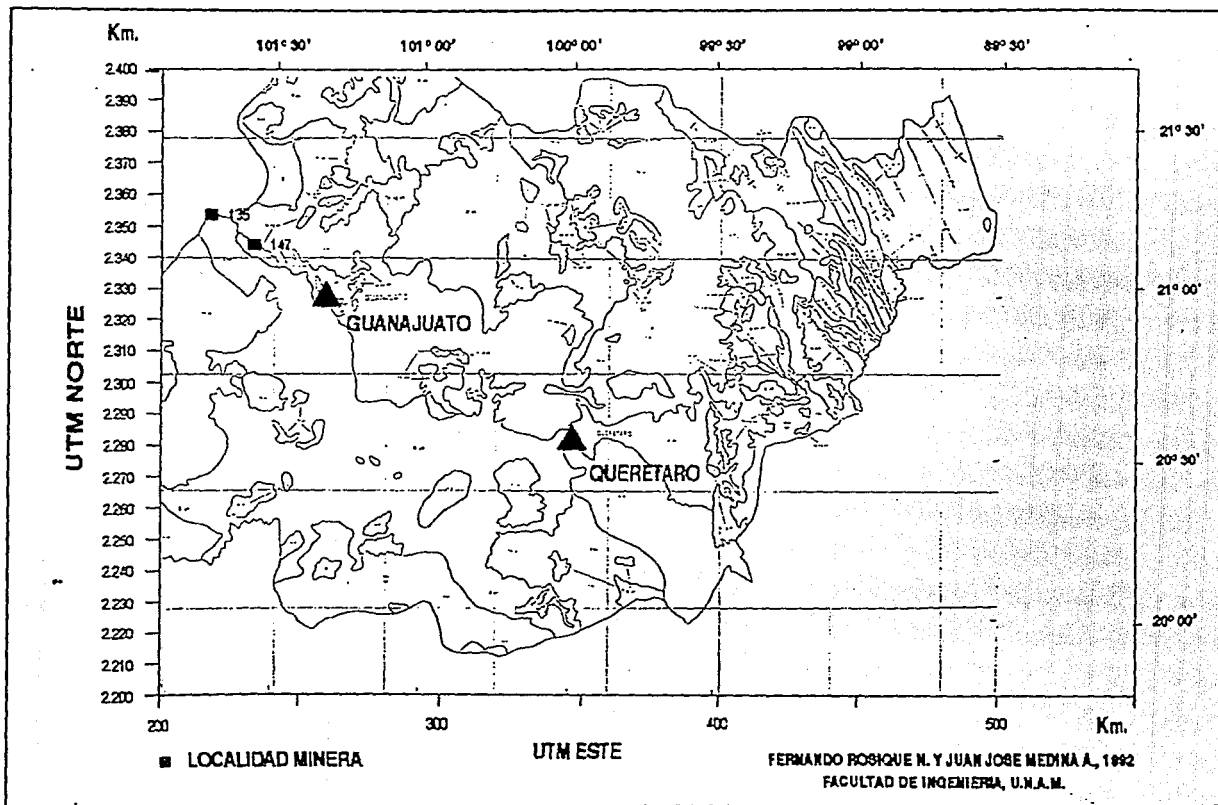 Km.
101° 30' 101° 00' 100° 00' 99° 30' 99° 00' 89° 30'
2.400
2.390
2.380
21° 30'
2.370
2.360
2.350
135
2.340
147
2.330
21° 00'
2.320
GUANAJUATO
2.310
2.300
2.290
2.280
QUERETARO
20° 30'
2.270
2.260
2.250
2.240
2.230
20° 00'
2.220
2.210
2.200
UTM NORTE
200 300 400 500 Km.
UTM ESTE
LOCALIDAD MINERA
FERNANDO ROSIQUE N. Y JUAN JOSE MEDINA A., 1992
FACULTAD DE INGENIERIA, U.N.A.M.